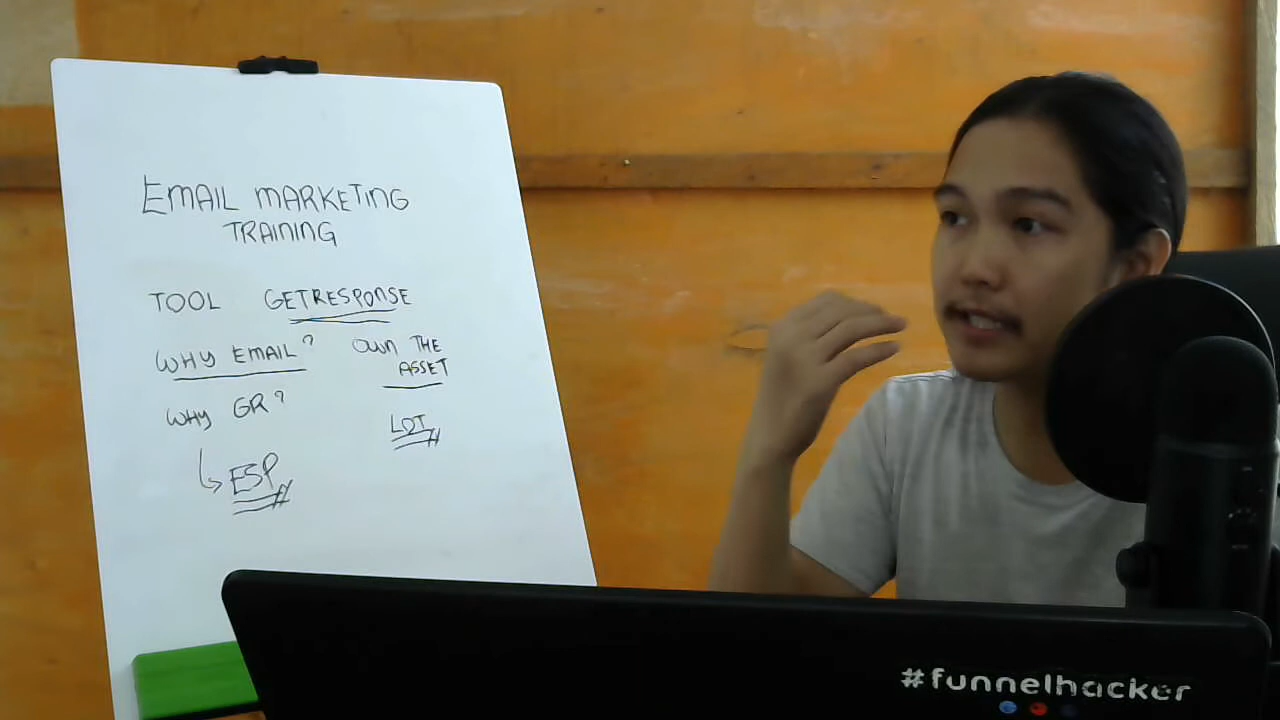 EMAIL MARKETING
TRAINING
TOOL GETRESPONSE
WHY EMAIL? OWN THE
ASSET
WHY GR?
LOT
ESP
#funnelhacker